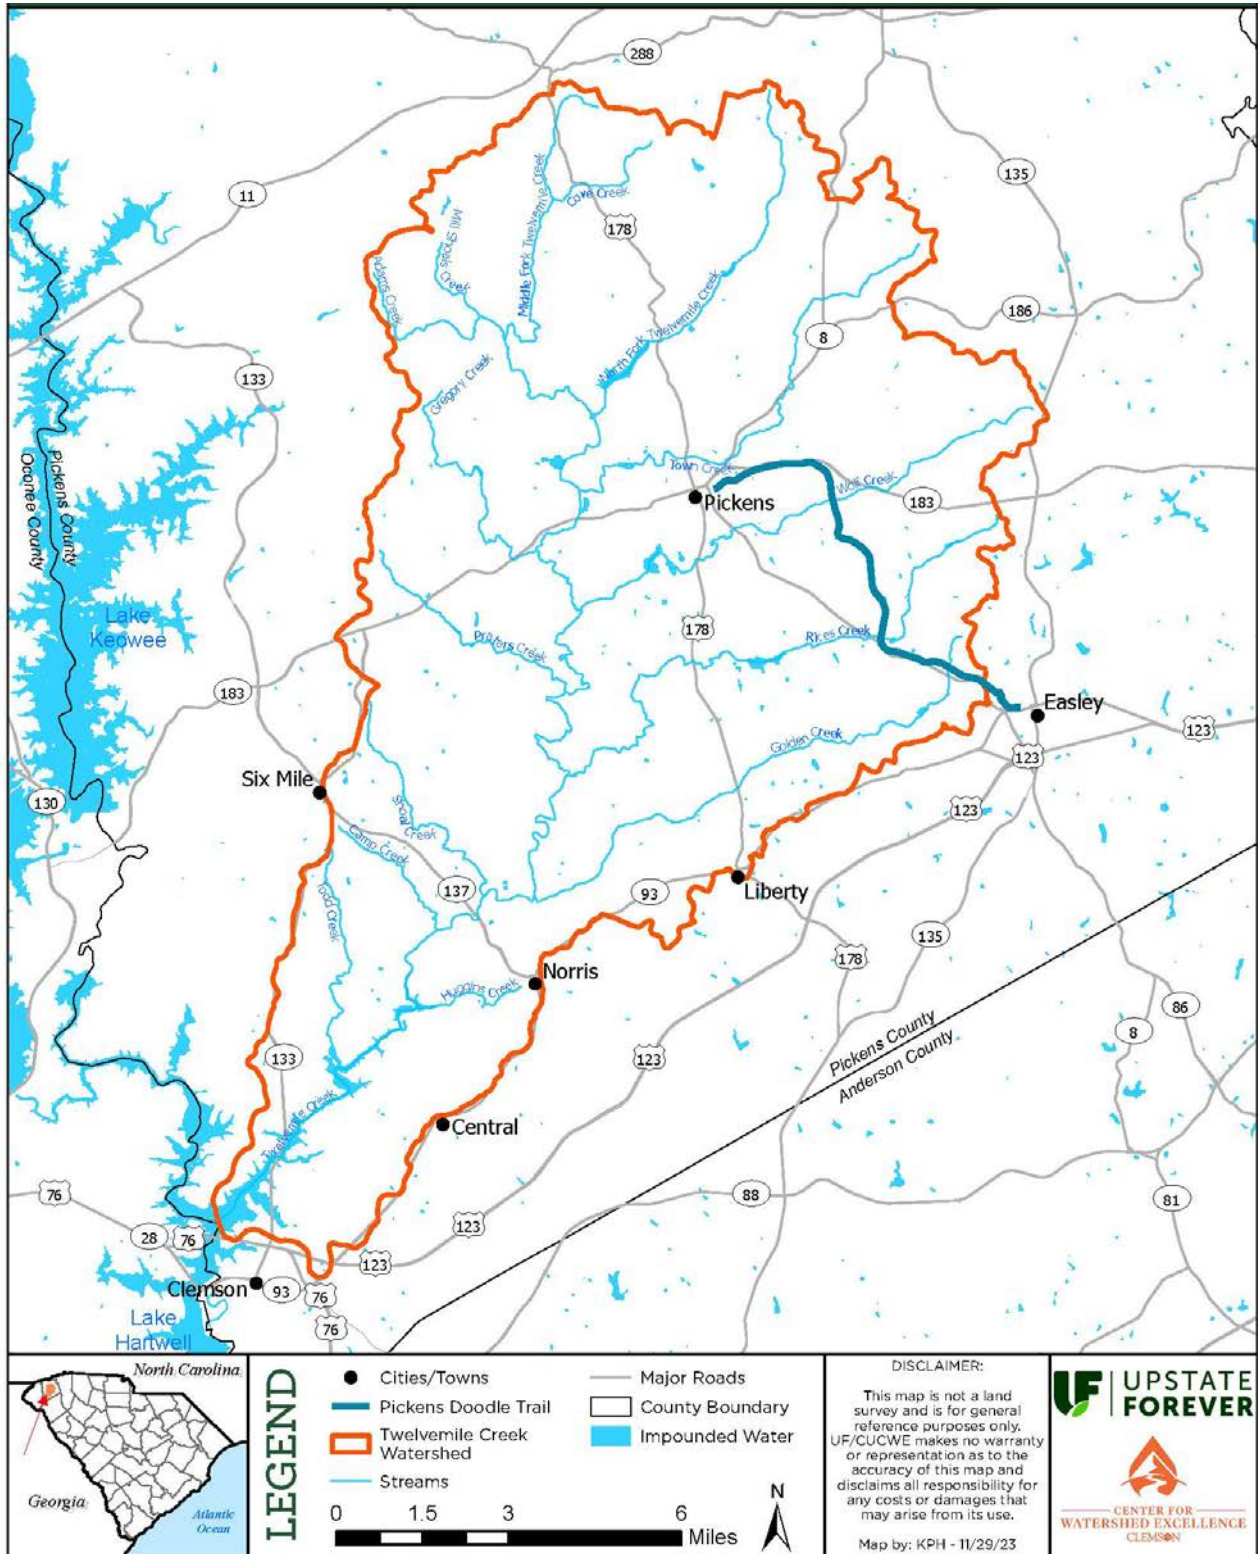 288
11
135
Cove Creek
Mill Shoals
Creek
Middle Fork Twelvemile Creek
178
Adams Creek
North Fork Twelvemile Creek
186
8
133
Gregory Creek
Pickens County
Oconee County
Town Creek
Wolf Creek
Pickens
183
Lake
Keowee
178
Rices Creek
Praters Creek
183
Easley
123
Golden Creek
123
Six Mile
130
123
Shoal Creek
Camp Creek
Liberty
137
93
Todd Creek
135
178
Norris
Huggins Creek
86
8
133
123
Pickens County
Anderson County
Twelvemile Creek
Central
76
88
81
28
76
123
123
Clemson
93
76
Lake
Hartwell
76
North Carolina
Georgia
Atlantic
Ocean
LEGEND
Cities/Towns
Pickens Doodle Trail
Twelvemile Creek
Watershed
Streams
Major Roads
County Boundary
Impounded Water
0 1.5 3 6
Miles
N
DISCLAIMER:
This map is not a land
survey and is for general
reference purposes only.
UF/CUCWE makes no warranty
or representation as to the
accuracy of this map and
disclaims all responsibility for
any costs or damages that
may arise from its use.
Map by: KPH - 11/29/23
UF UPSTATE
FOREVER
CENTER FOR
WATERSHED EXCELLENCE
CLEMSON